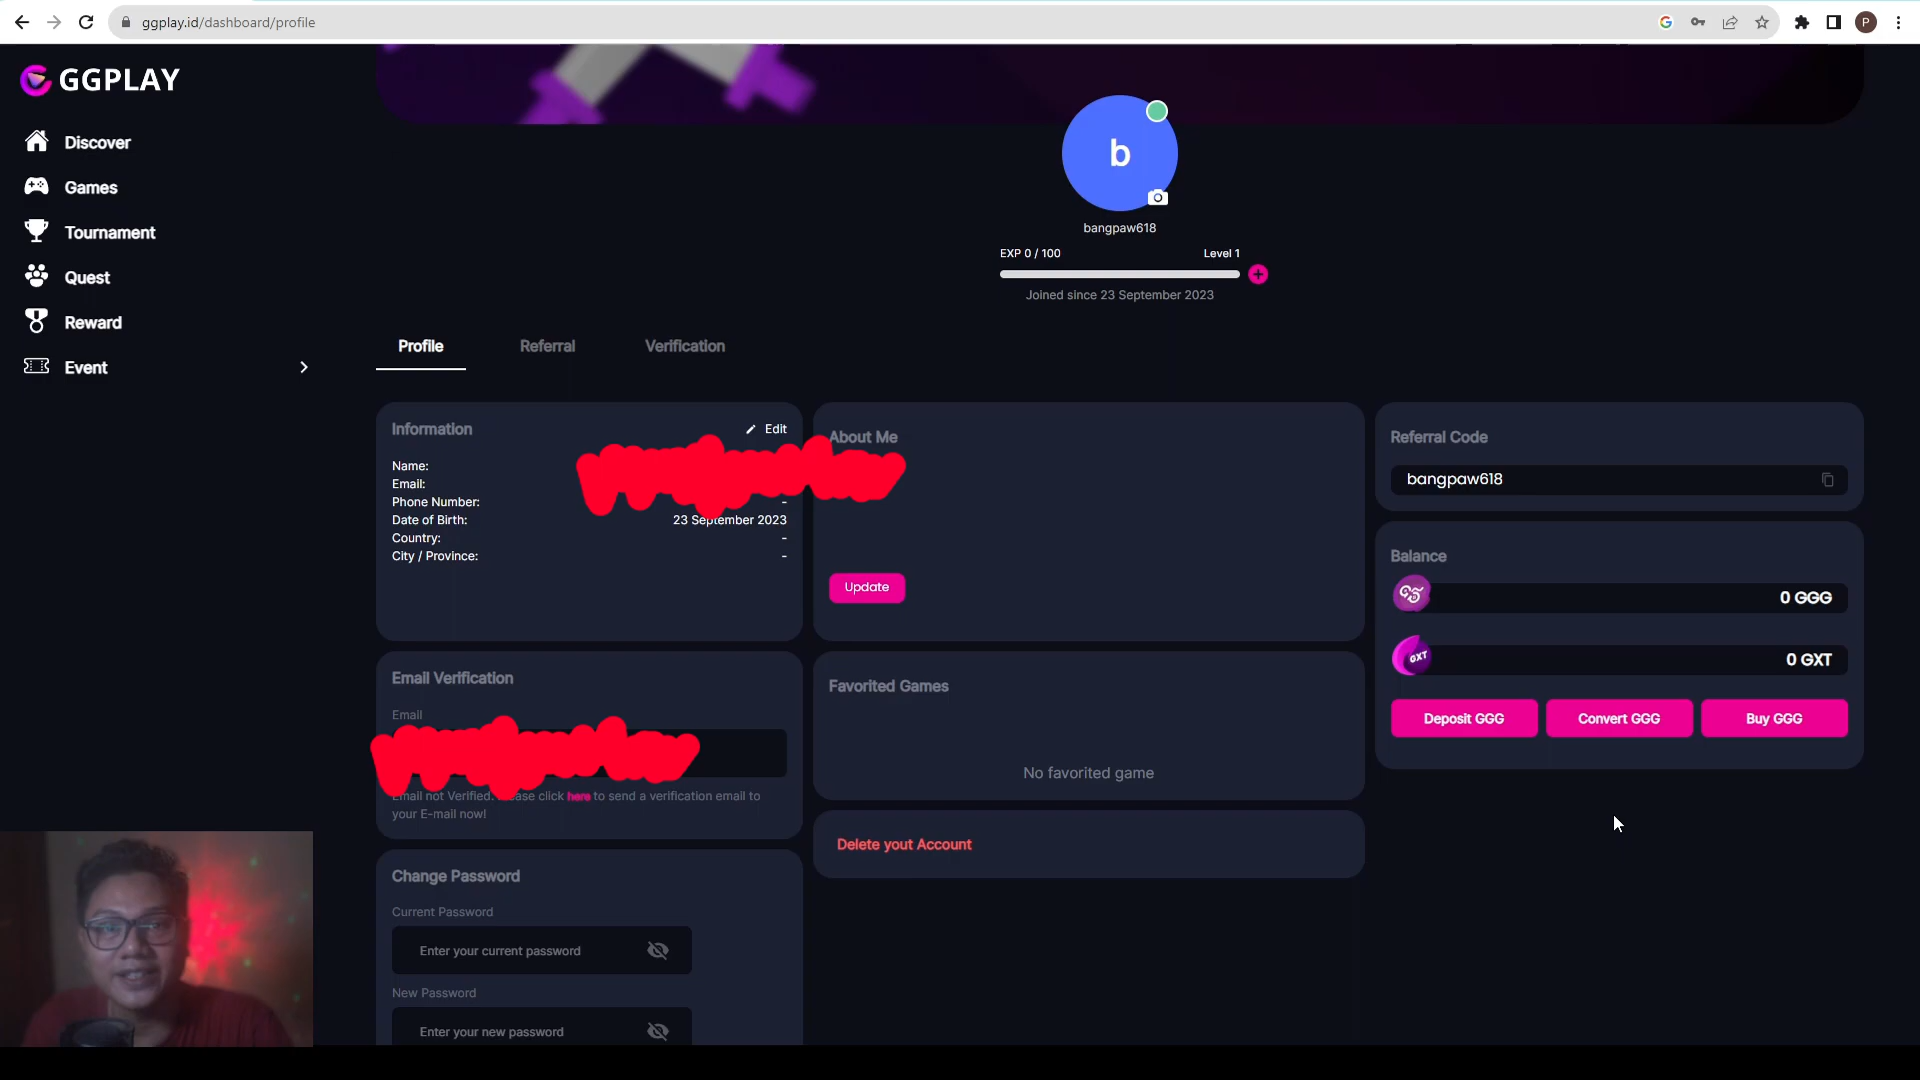 ggplay.id/dashboard/profile
P
GGPLAY
Discover
Games
Tournament
Quest
Reward
Event
b
bangpaw618
EXP 0 / 100 Level 1
Joined since 23 September 2023
Profile Referral Verification
Information Edit
Name:
Email:
Phone Number: -
Date of Birth: 23 September 2023
Country: -
City / Province: -
About Me
Update
Referral Code
bangpaw618
Balance
0 GGG
GXT
0 GXT
Deposit GGG Convert GGG Buy GGG
Email Verification
Email
Email not Verified. Please click here to send a verification email to
your E-mail now!
Favorited Games
No favorited game
Delete yout Account
Change Password
Current Password
Enter your current password
New Password
Enter your new password